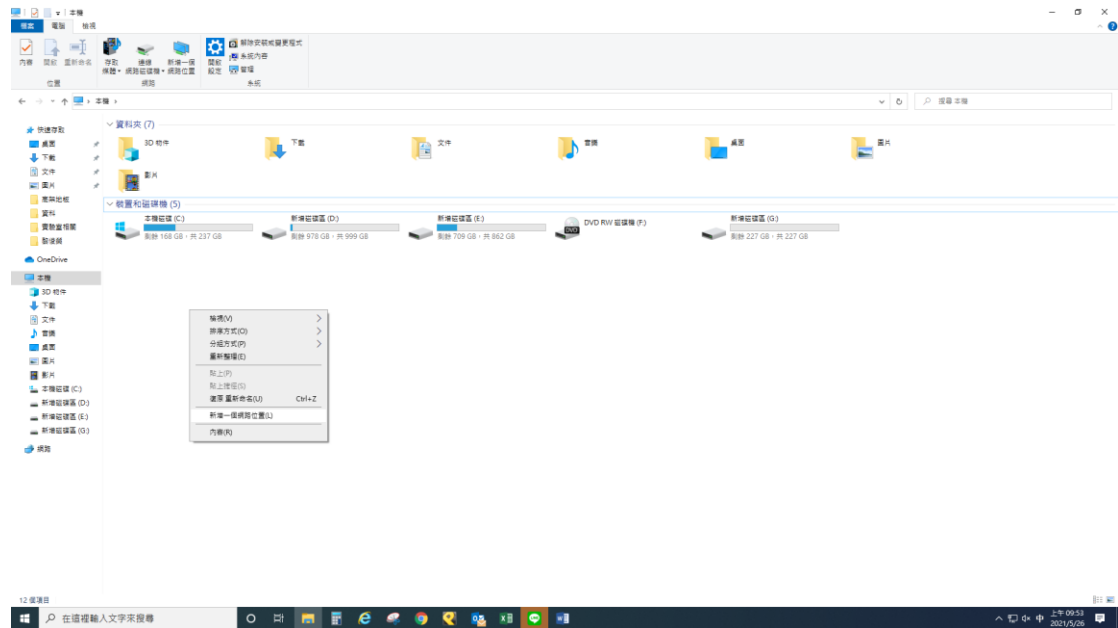 本機
檔案 電腦 檢視
內容 開啟 重新命名
存取媒體 連線網路磁碟機 新增一個網路位置
開啟設定
解除安裝或變更程式
系統內容
管理
位置 網路 系統
本機
搜尋 本機
快速存取
桌面
下載
文件
圖片
資料
OneDrive
本機
3D 物件
下載
文件
音樂
桌面
圖片
影片
本機磁碟 (C:)
新增磁碟區 (D:)
新增磁碟區 (E:)
新增磁碟區 (G:)
網路
資料夾 (7)
3D 物件 下載 文件 音樂 桌面 圖片
影片
裝置和磁碟機 (5)
本機磁碟 (C:)
剩餘 168 GB，共 237 GB
新增磁碟區 (D:)
剩餘 978 GB，共 999 GB
新增磁碟區 (E:)
剩餘 709 GB，共 862 GB
DVD RW 磁碟機 (F:)
DVD
新增磁碟區 (G:)
剩餘 227 GB，共 227 GB
檢視(V)
排序方式(O)
分組方式(P)
重新整理(E)
貼上(P)
貼上捷徑(S)
復原 重新命名(U) Ctrl+Z
新增一個網路位置(L)
內容(R)
12 個項目
在這裡輸入文字來搜尋
中
上午 09:53
2021/5/26